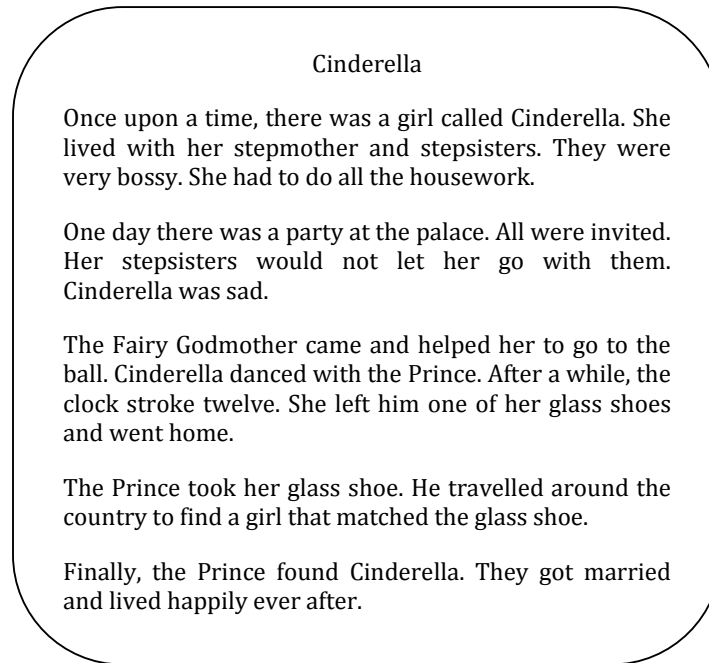 Cinderella
Once upon a time, there was a girl called Cinderella. She
lived with her stepmother and stepsisters. They were
very bossy. She had to do all the housework.
One day there was a party at the palace. All were invited.
Her stepsisters would not let her go with them.
Cinderella was sad.
The Fairy Godmother came and helped her to go to the
ball. Cinderella danced with the Prince. After a while, the
clock stroke twelve. She left him one of her glass shoes
and went home.
The Prince took her glass shoe. He travelled around the
country to find a girl that matched the glass shoe.
Finally, the Prince found Cinderella. They got married
and lived happily ever after.